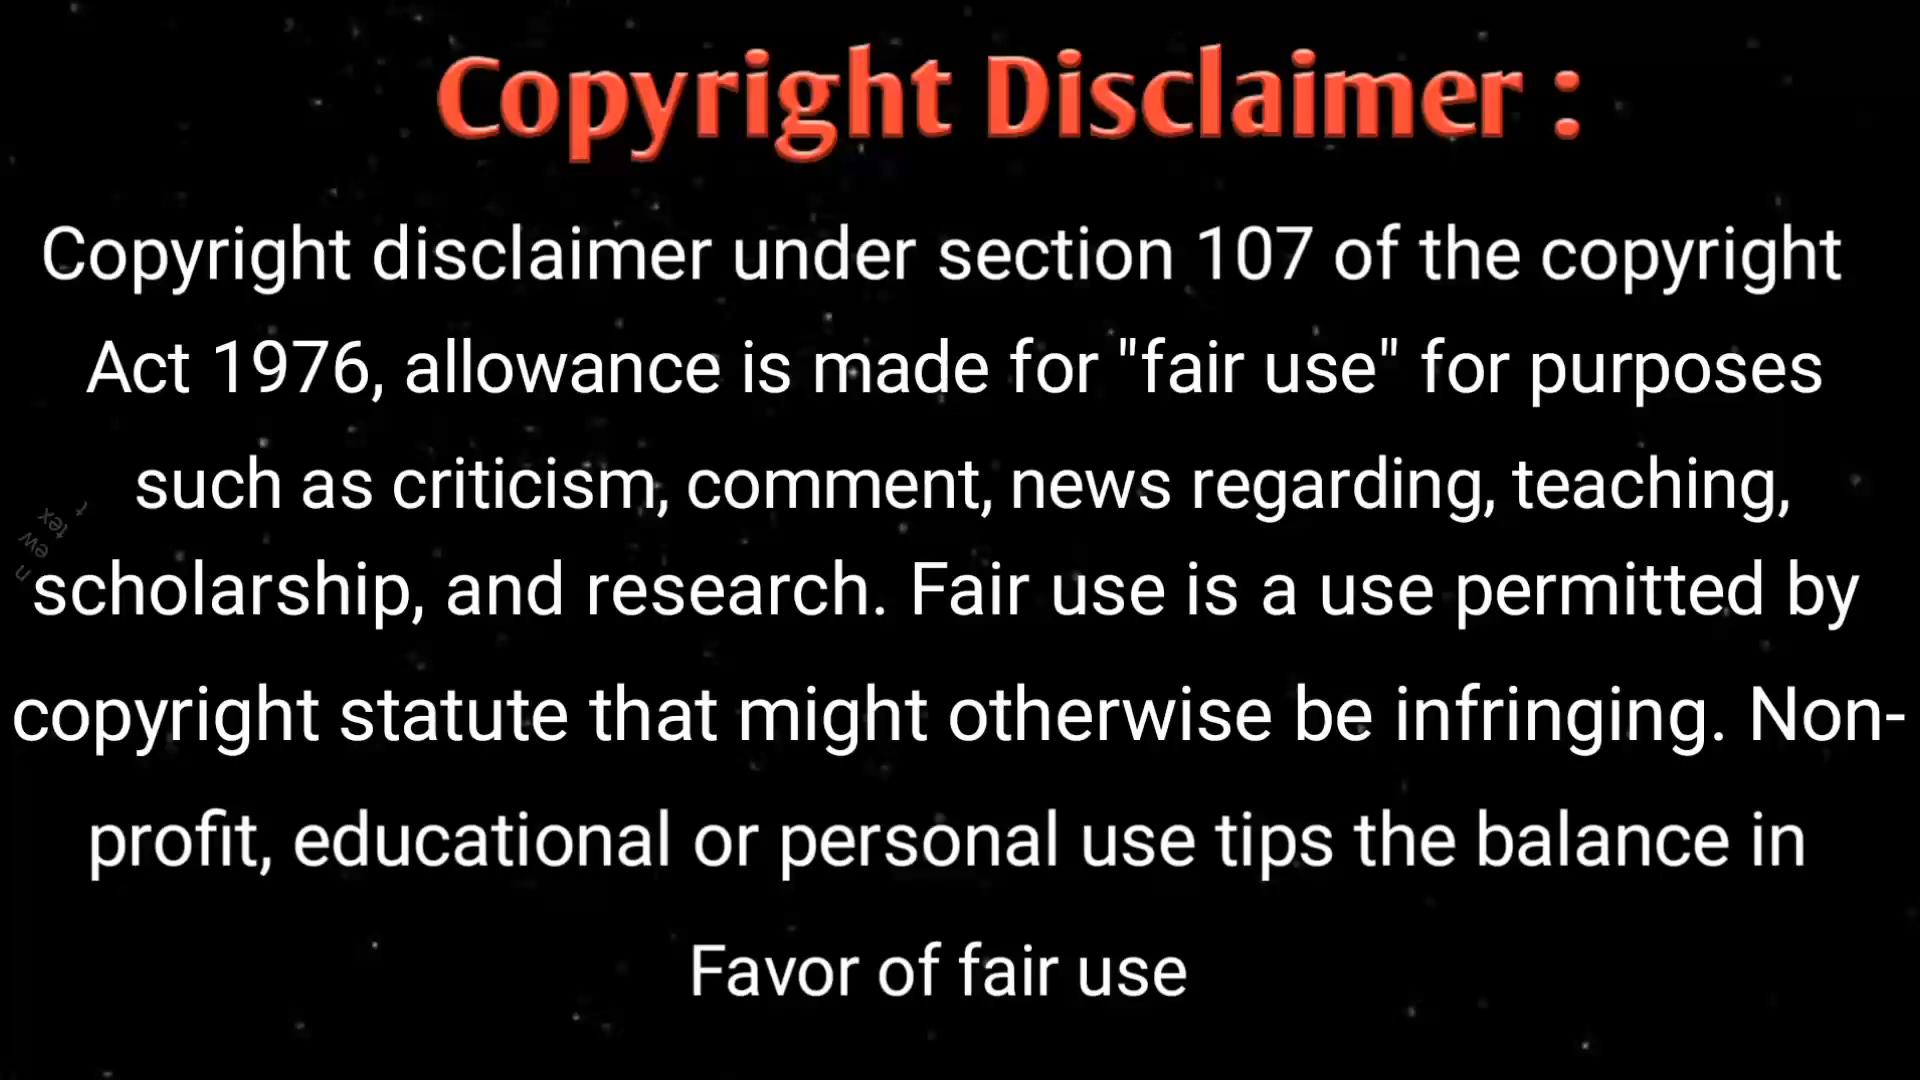 Copyright Disclaimer :
Copyright disclaimer under section 107 of the copyright
Act 1976, allowance is made for "fair use" for purposes
such as criticism, comment, news regarding, teaching,
scholarship, and research. Fair use is a use permitted by
copyright statute that might otherwise be infringing. Non-
profit, educational or personal use tips the balance in
Favor of fair use